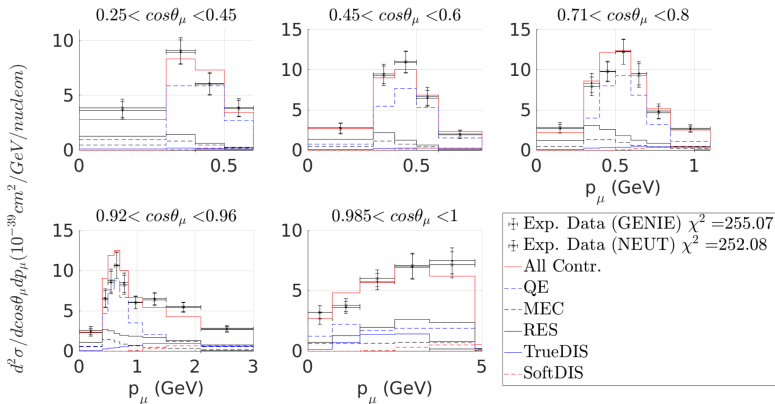 0.25< cosθμ <0.45
0.45< cosθμ <0.6
0.71< cosθμ <0.8
d²σ/dcosθμdpμ(10⁻³⁹cm²/GeV/nucleon)
10
5
0
0
0.5
15
10
5
0
0
0.5
15
10
5
0
0
0.5
1
pμ (GeV)
0.92< cosθμ <0.96
0.985< cosθμ <1
15
10
5
0
0
1
2
3
pμ (GeV)
15
10
5
0
0
5
pμ (GeV)
Exp. Data (GENIE) χ² =255.07
Exp. Data (NEUT) χ² =252.08
All Contr.
QE
MEC
RES
TrueDIS
SoftDIS